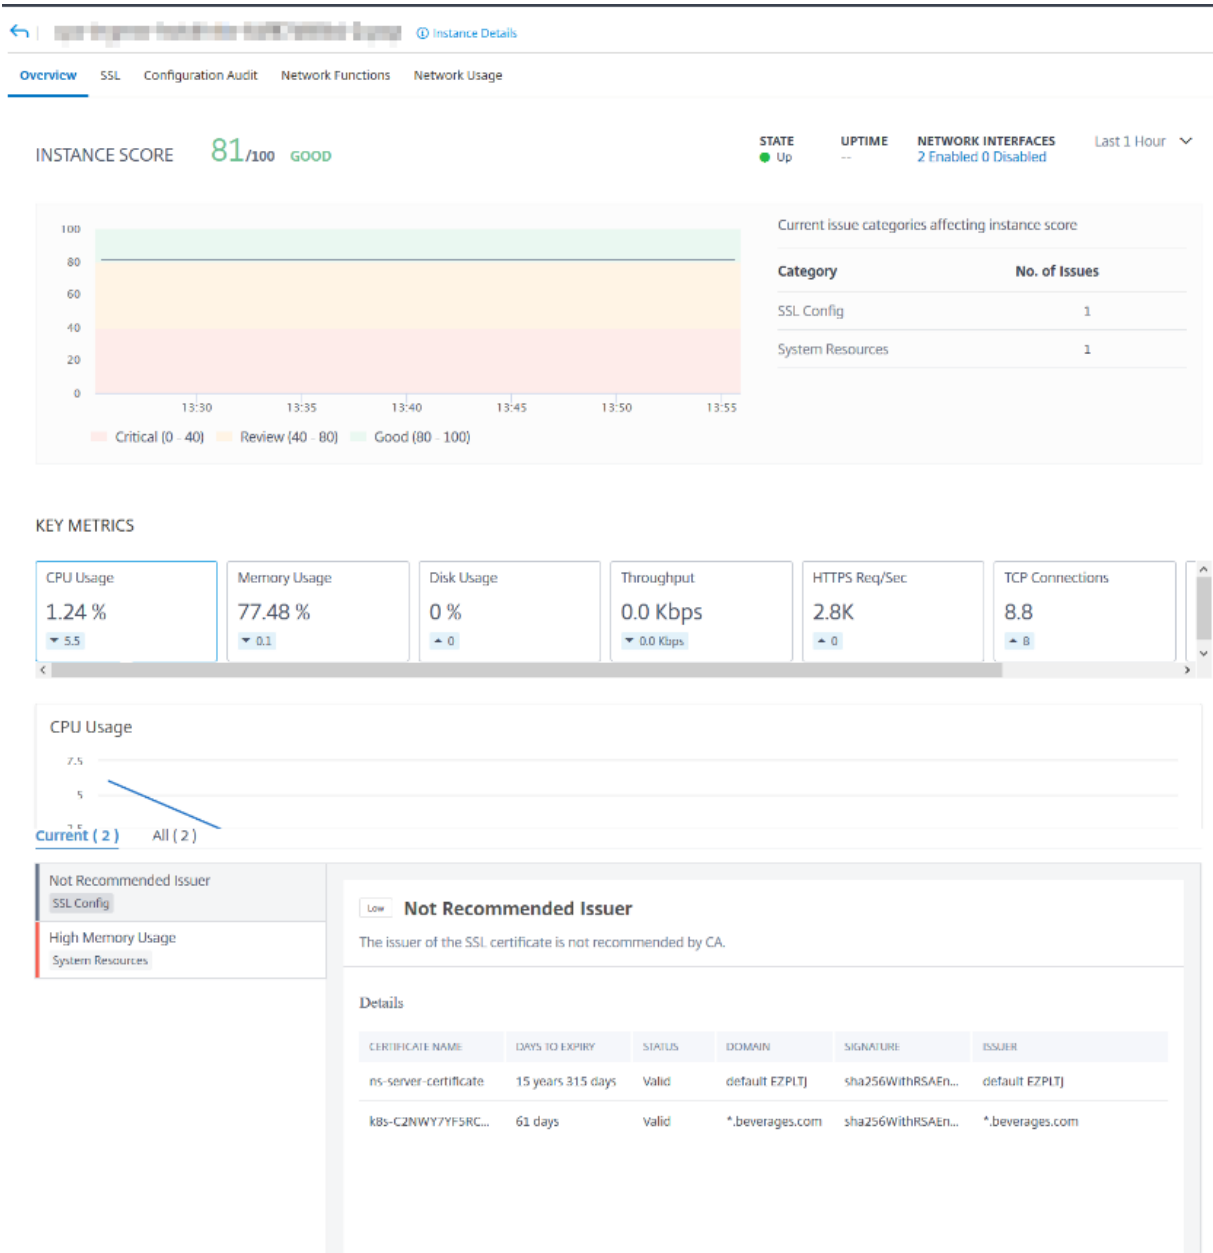 Instance Details
Overview SSL Configuration Audit Network Functions Network Usage
INSTANCE SCORE 81/100 GOOD
STATE UPTIME NETWORK INTERFACES Last 1 Hour
Up -- 2 Enabled 0 Disabled
Current issue categories affecting instance score
Category No. of Issues
SSL Config 1
System Resources 1
100
80
60
40
20
0
13:30 13:35 13:40 13:45 13:50 13:55
Critical (0 - 40) Review (40 - 80) Good (80 - 100)
KEY METRICS
CPU Usage Memory Usage Disk Usage Throughput HTTPS Req/Sec TCP Connections
1.24 % 77.48 % 0 % 0.0 Kbps 2.8K 8.8
5.5 0.1 0 0.0 Kbps 0 8
CPU Usage
7.5
5
Current ( 2 ) All ( 2 )
Not Recommended Issuer
SSL Config
High Memory Usage
System Resources
Low Not Recommended Issuer
The issuer of the SSL certificate is not recommended by CA.
Details
CERTIFICATE NAME DAYS TO EXPIRY STATUS DOMAIN SIGNATURE ISSUER
ns-server-certificate 15 years 315 days Valid default EZPLTJ sha256WithRSAEn... default EZPLTJ
k8s-C2NWY7YF5RC... 61 days Valid *.beverages.com sha256WithRSAEn... *.beverages.com